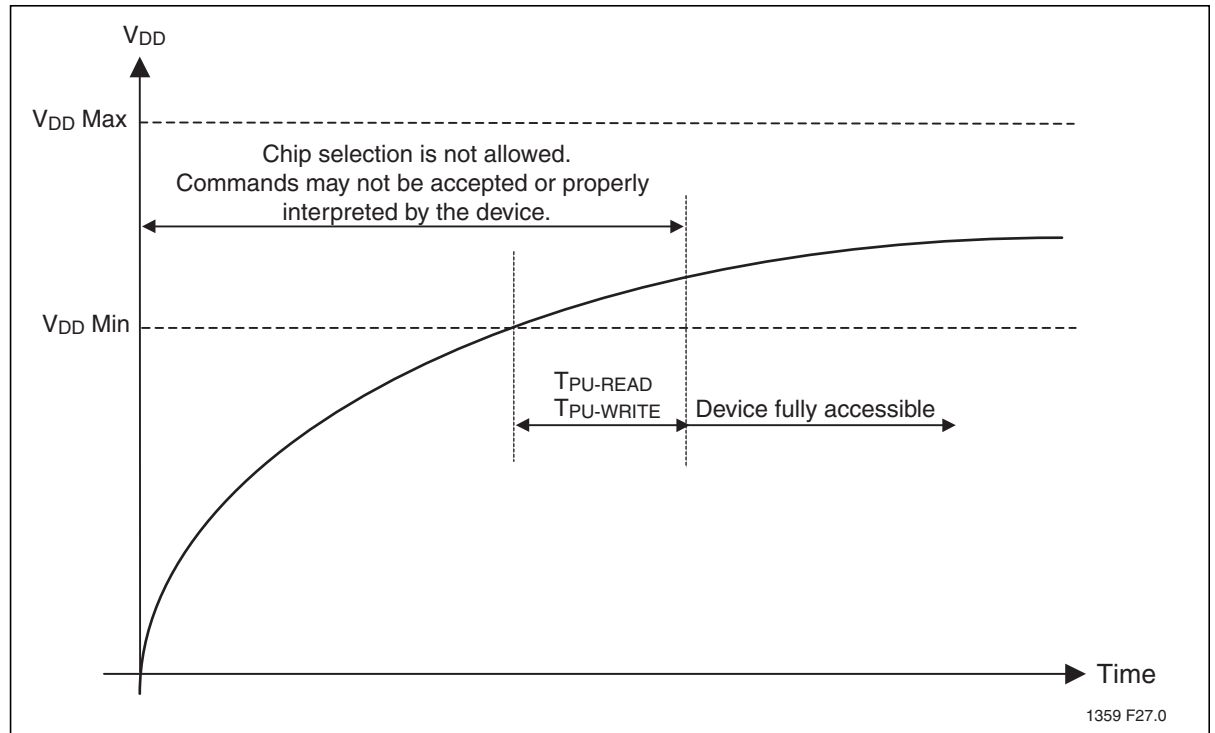 VDD
VDD Max
Chip selection is not allowed.
Commands may not be accepted or properly
interpreted by the device.
VDD Min
TPU-READ
TPU-WRITE
Device fully accessible
Time
1359 F27.0